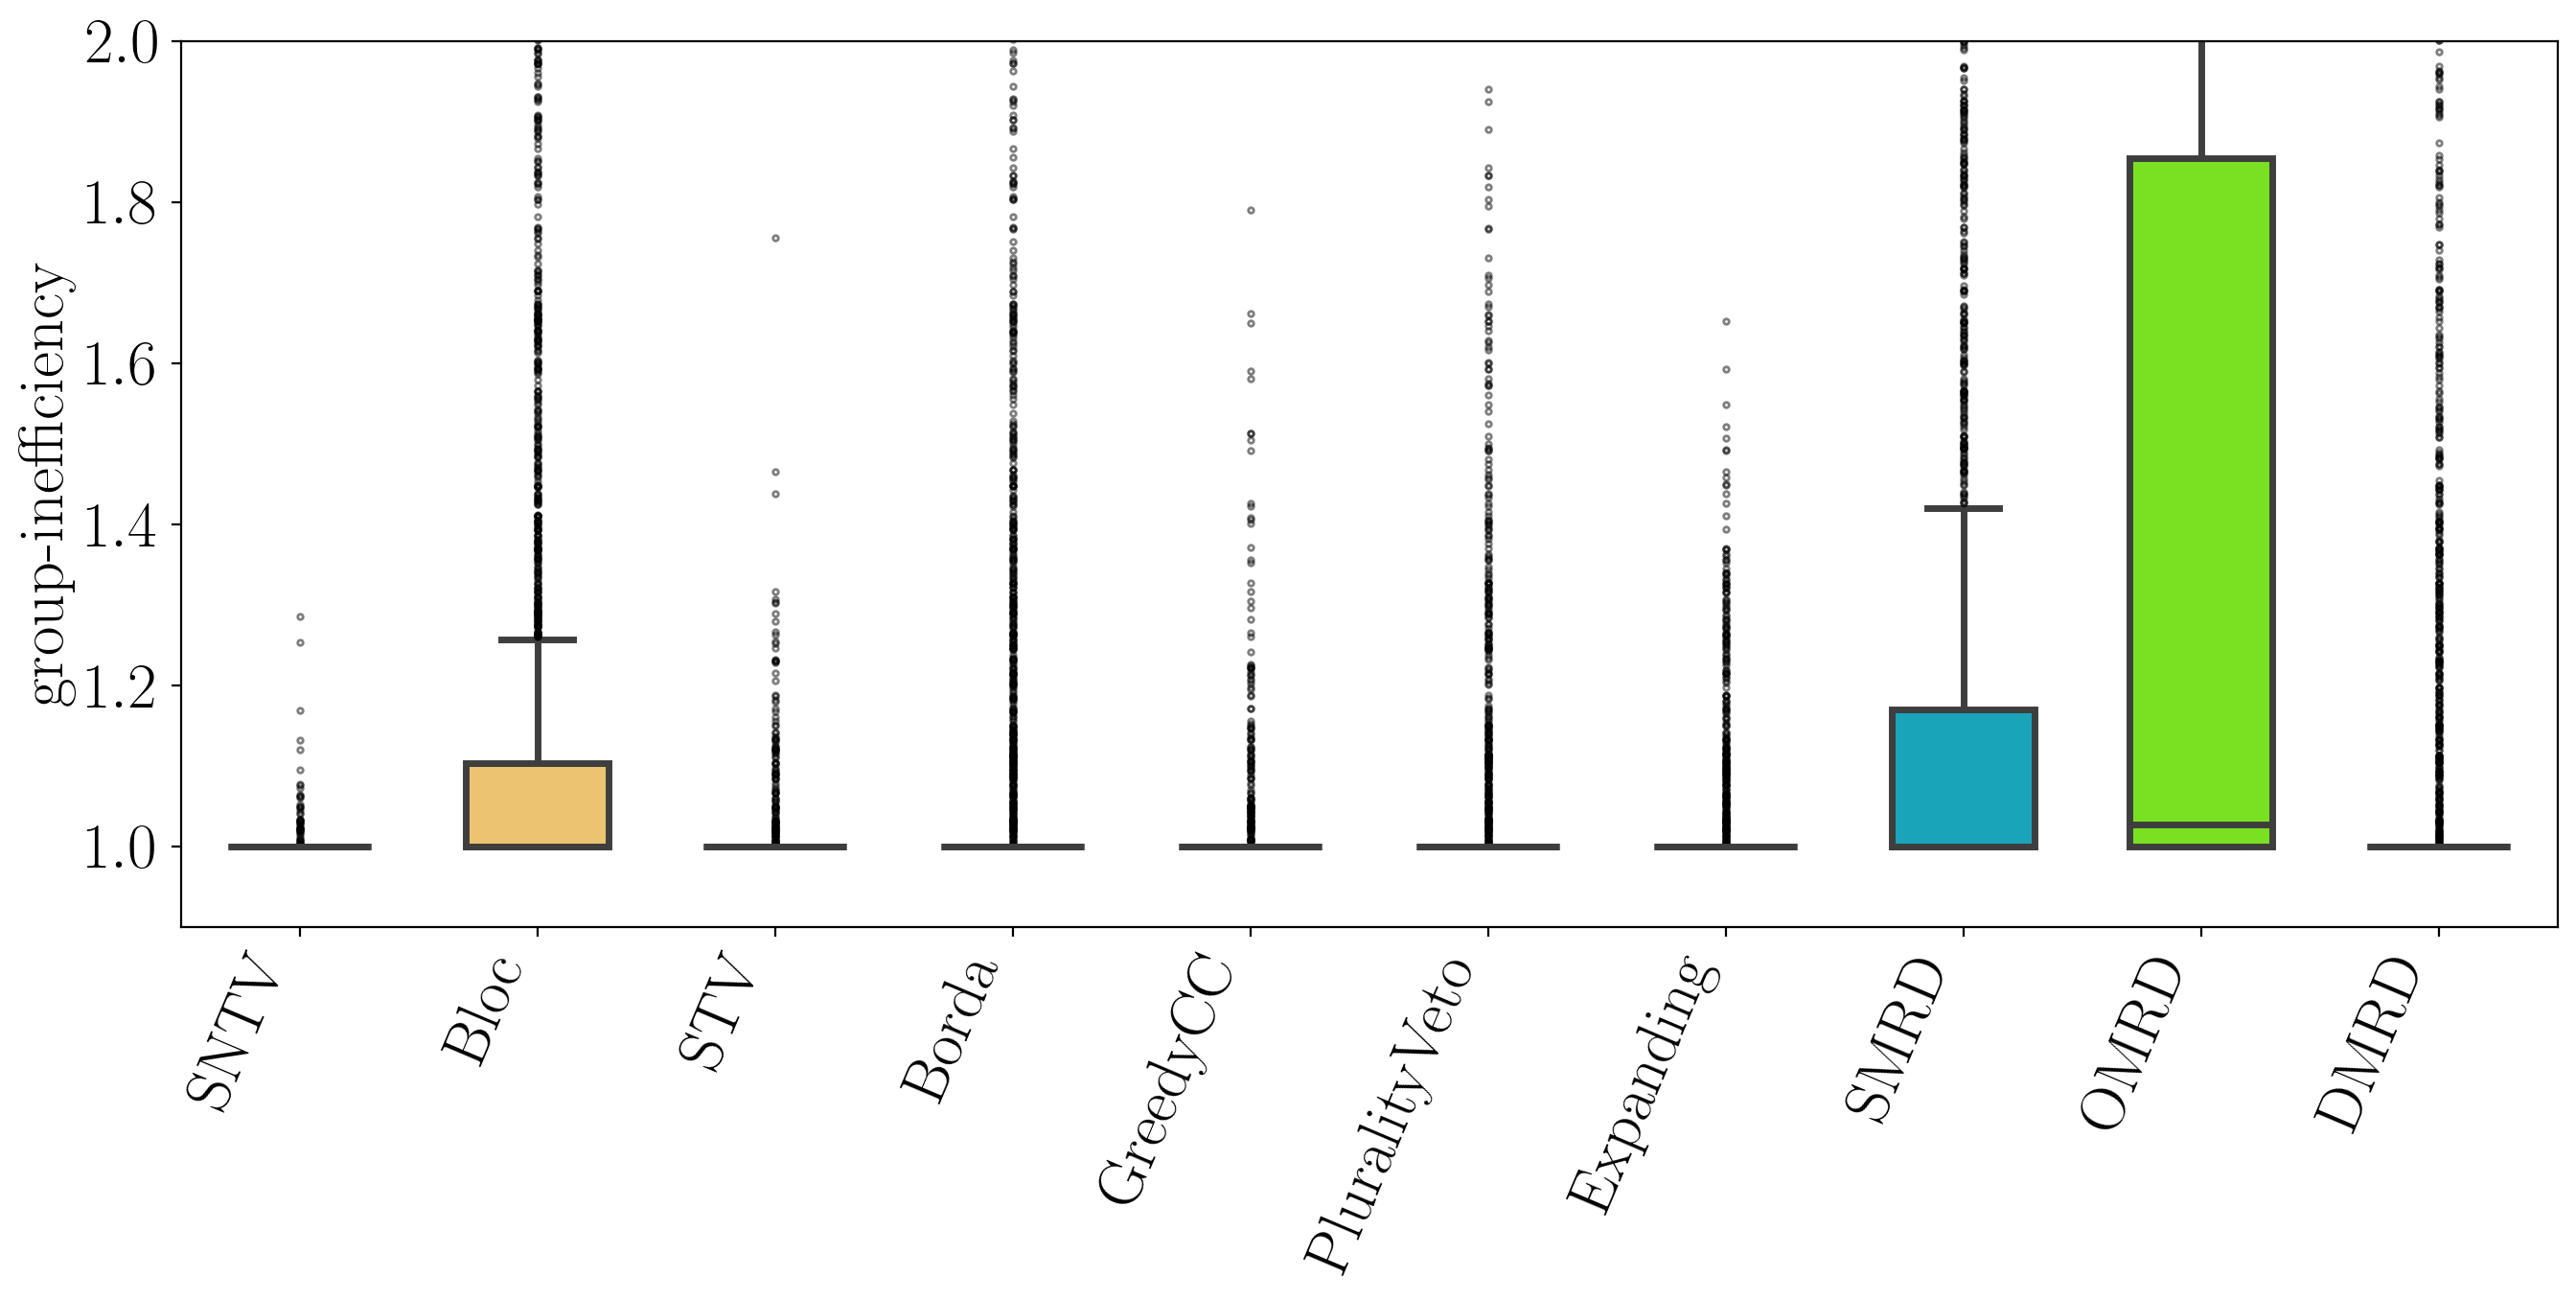 group-inefficiency
2.0
1.8
1.6
1.4
1.2
1.0
SNTV
Bloc
STV
Borda
GreedyCC
PluralityVeto
Expanding
SMRD
OMRD
DMRD